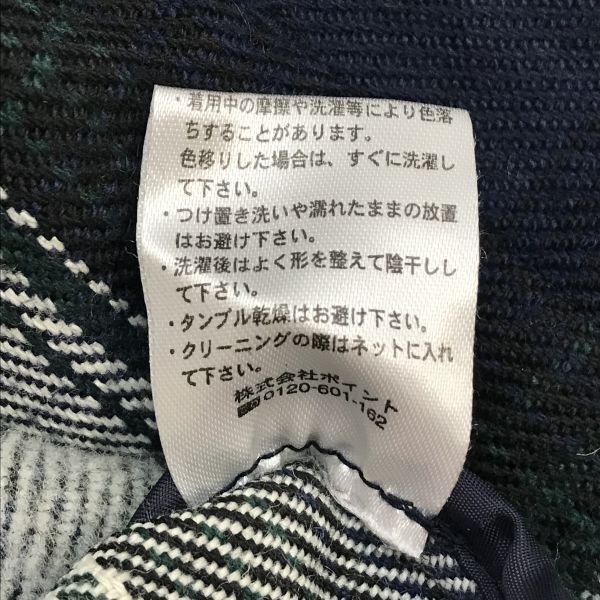 ・着用中の摩擦や洗濯等により色落
ちすることがあります。
色移りした場合は、すぐに洗濯し
て下さい。
・つけ置き洗いや濡れたままの放置
はお避け下さい。
・洗濯後はよく形を整えて陰干しし
て下さい。
・タンブル乾燥はお避け下さい。
・クリーニングの際はネットに入れ
て下さい。
株式会社ポイント
☎0120-601-162